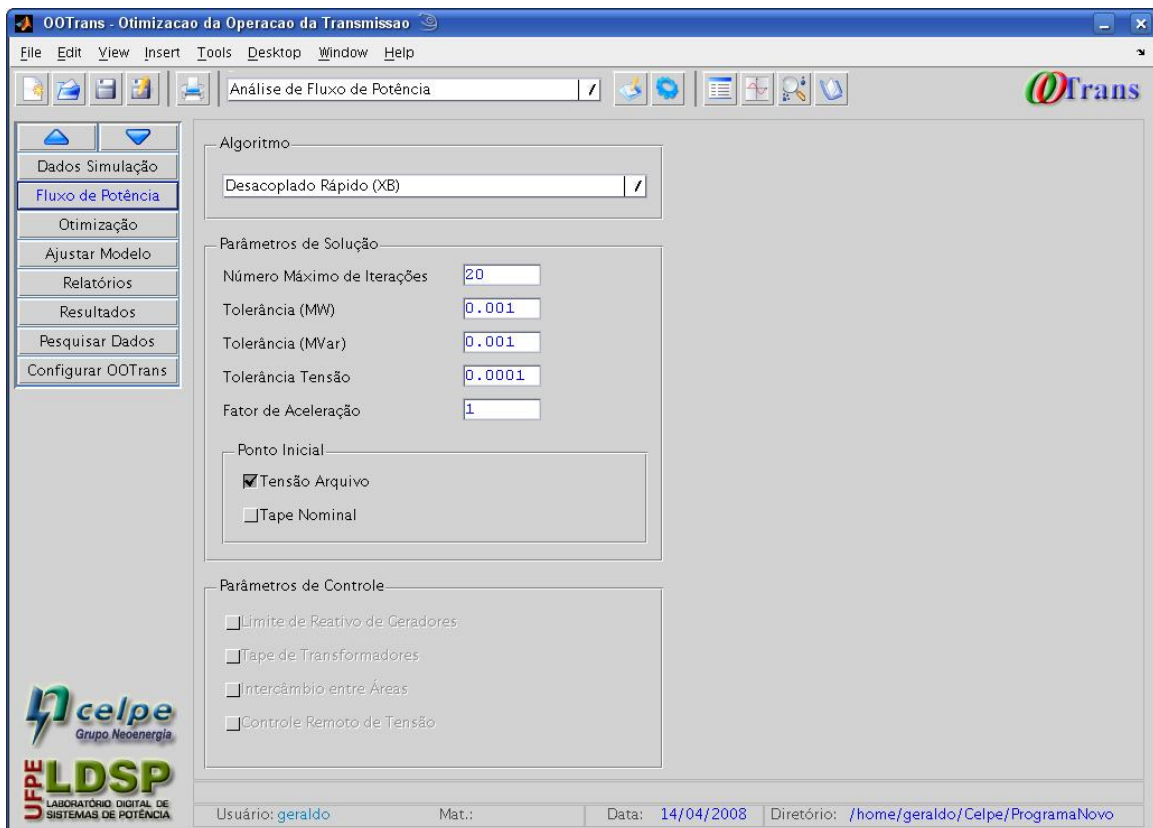 OOTrans - Otimizacao da Operacao da Transmissao
File Edit View Insert Tools Desktop Window Help
Análise de Fluxo de Potência
OOTrans
Dados Simulação
Fluxo de Potência
Otimização
Ajustar Modelo
Relatórios
Resultados
Pesquisar Dados
Configurar OOTrans
Algoritmo
Desacoplado Rápido (XB)
Parâmetros de Solução
Número Máximo de Iterações 20
Tolerância (MW) 0.001
Tolerância (MVar) 0.001
Tolerância Tensão 0.0001
Fator de Aceleração 1
Ponto Inicial
Tensão Arquivo
Tape Nominal
Parâmetros de Controle
Limite de Reativo de Geradores
Tape de Transformadores
Intercâmbio entre Áreas
Controle Remoto de Tensão
celpe
Grupo Neoenergia
UFPE LDSP
LABORATÓRIO DIGITAL DE
SISTEMAS DE POTÊNCIA
Usuário: geraldo Mat.: Data: 14/04/2008 Diretório: /home/geraldo/Celpe/ProgramaNovo